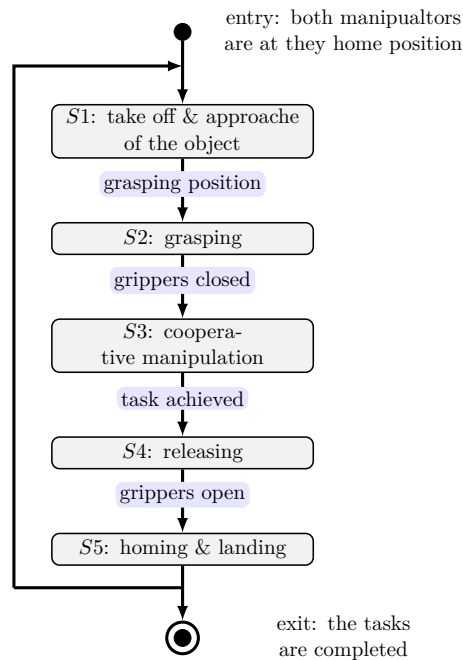 entry: both manipualtors
are at they home position
S1: take off & approache
of the object
grasping position
S2: grasping
grippers closed
S3: coopera-
tive manipulation
task achieved
S4: releasing
grippers open
S5: homing & landing
exit: the tasks
are completed